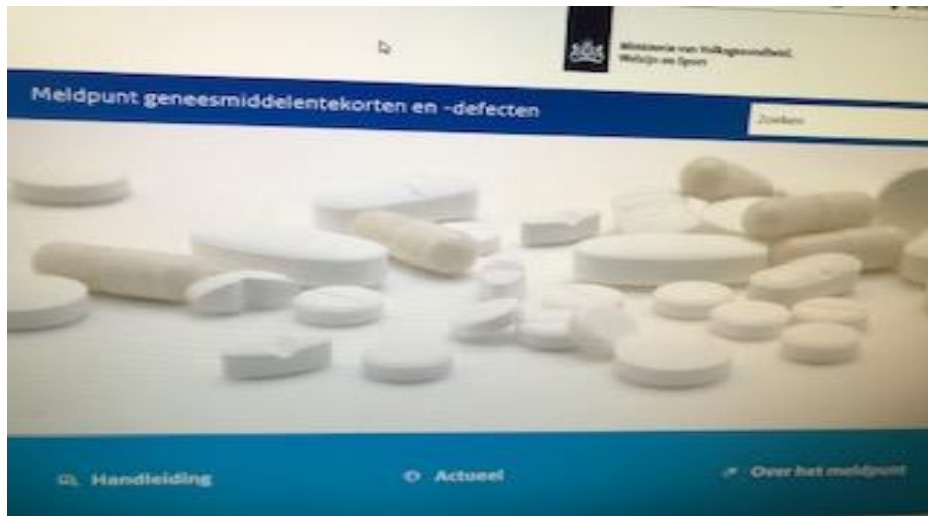 Ministerie van Volksgezondheid,
Welzijn en Sport
Meldpunt geneesmiddelentekorten en -defecten
Zoeken
Handleiding
Actueel
Over het meldpunt